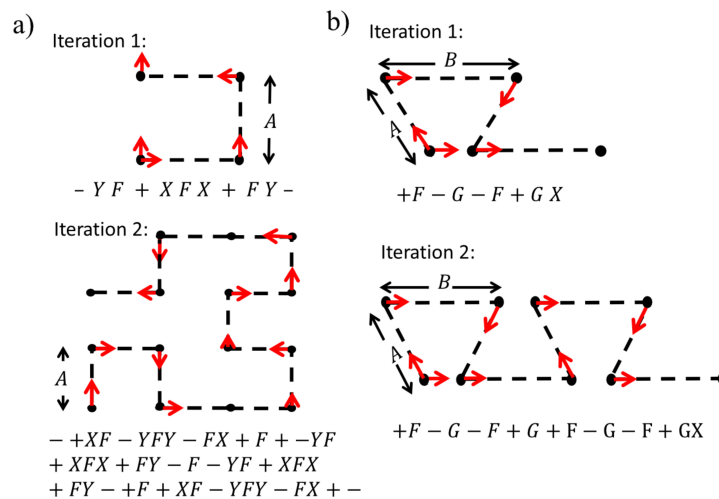 a)
Iteration 1:
A
- Y F + X F X + F Y -
Iteration 2:
A
- +XF - YFY - FX + F + -YF
+ XFX + FY - F - YF + XFX
+ FY - +F + XF - YFY - FX + -
b)
Iteration 1:
B
A
+F - G - F + G X
Iteration 2:
B
A
+F - G - F + G + F - G - F + GX